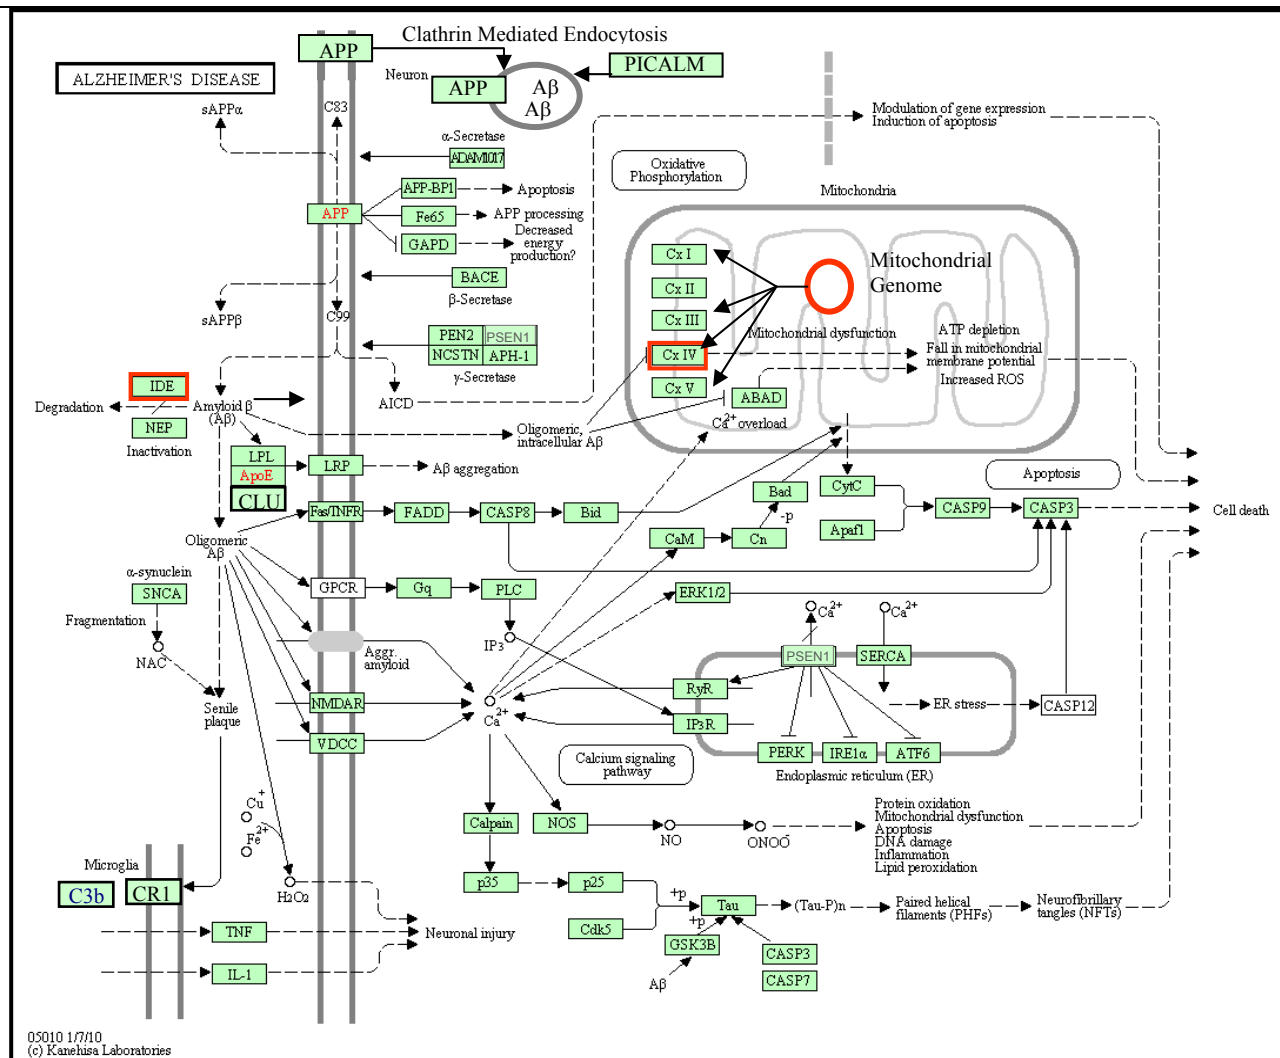 Clathrin Mediated Endocytosis
APP
Neuron
APP
Aβ
Aβ
PICALM
ALZHEIMER'S DISEASE
sAPPα
C83
α-Secretase
ADAM1017
Modulation of gene expression
Induction of apoptosis
Oxidative
Phosphorylation
Mitochondria
APP
APP-BP1
Apoptosis
Fe65
APP processing
GAPD
Decreased
energy
production?
BACE
β-Secretase
sAPPβ
C99
PEN2
PSEN1
NCSTN
APH-1
γ-Secretase
Cx I
Cx II
Cx III
Cx IV
Cx V
Mitochondrial
Genome
Mitochondrial dysfunction
ATP depletion
Fall in mitochondrial
membrane potential
Increased ROS
ABAD
Ca2+ overload
IDE
Degradation
Amyloid β
(Aβ)
NEP
Inactivation
AICD
Oligomeric,
intracellular Aβ
LPL
ApoE
CLU
LRP
Aβ aggregation
Fas/TNFR
FADD
CASP8
Bid
Bad
-p
CytC
Apaf1
Apoptosis
CASP9
CASP3
Cell death
CaM
Cn
Oligomeric
Aβ
α-synuclein
SNCA
Fragmentation
NAC
GPCR
Gq
PLC
IP3
ERK1/2
Aggr.
amyloid
Ca2+
Ca2+
PSEN1
SERCA
RyR
IP3R
ER stress
CASP12
PERK
IRE1α
ATF6
Endoplasmic reticulum (ER)
Senile
plaque
NMDAR
VDCC
Ca2+
Calcium signaling
pathway
Cu+
Fe2+
H2O2
Calpain
NOS
NO
ONOO-
Protein oxidation
Mitochondrial dysfunction
Apoptosis
DNA damage
Inflammation
Lipid peroxidation
Microglia
C3b
CR1
p35
p25
Cdk5
+p
+p
Tau
(Tau-P)n
Paired helical
filaments (PHFs)
Neurofibrillary
tangles (NFTs)
GSK3B
Aβ
CASP3
CASP7
TNF
IL-1
Neuronal injury
05010 1/7/10
(c) Kanehisa Laboratories